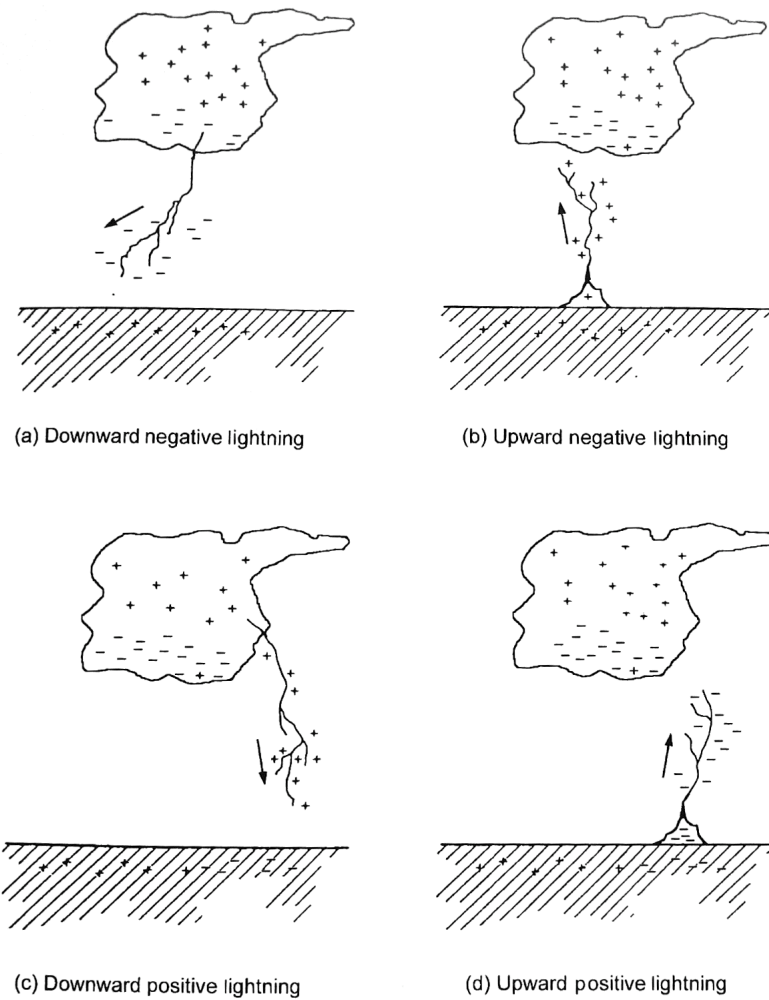 (a) Downward negative lightning
(b) Upward negative lightning
(c) Downward positive lightning
(d) Upward positive lightning